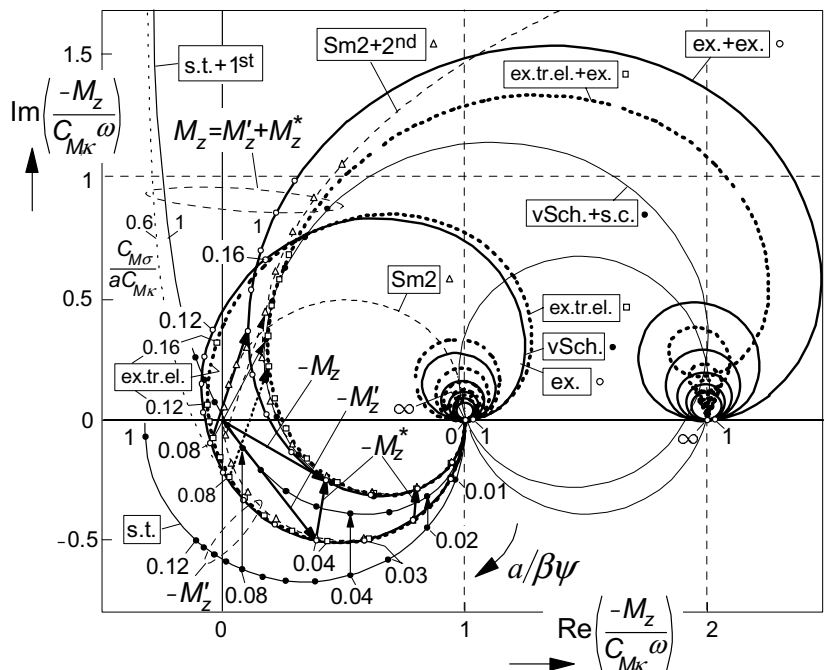 1.5
s.t.+1st
Sm2+2nd
ex.+ex.
ex.tr.el.+ex.
Im(-Mz/CMκ ω)
Mz=M′z+M*z
1
vSch.+s.c.
0.6
1
1
CMσ/aCMκ
0.16
Sm2
0.5
0.12
ex.tr.el.
0.16
vSch.
ex.tr.el.
-Mz
ex.
0.12
-M′z
∞
0
1
0
1
∞
1
0.08
-M*z
0.08
0.01
s.t.
-0.5
0.02
0.12
0.04
0.03
a/βψ
-M′z
0.08
0.04
0
1
2
Re(-Mz/CMκ ω)